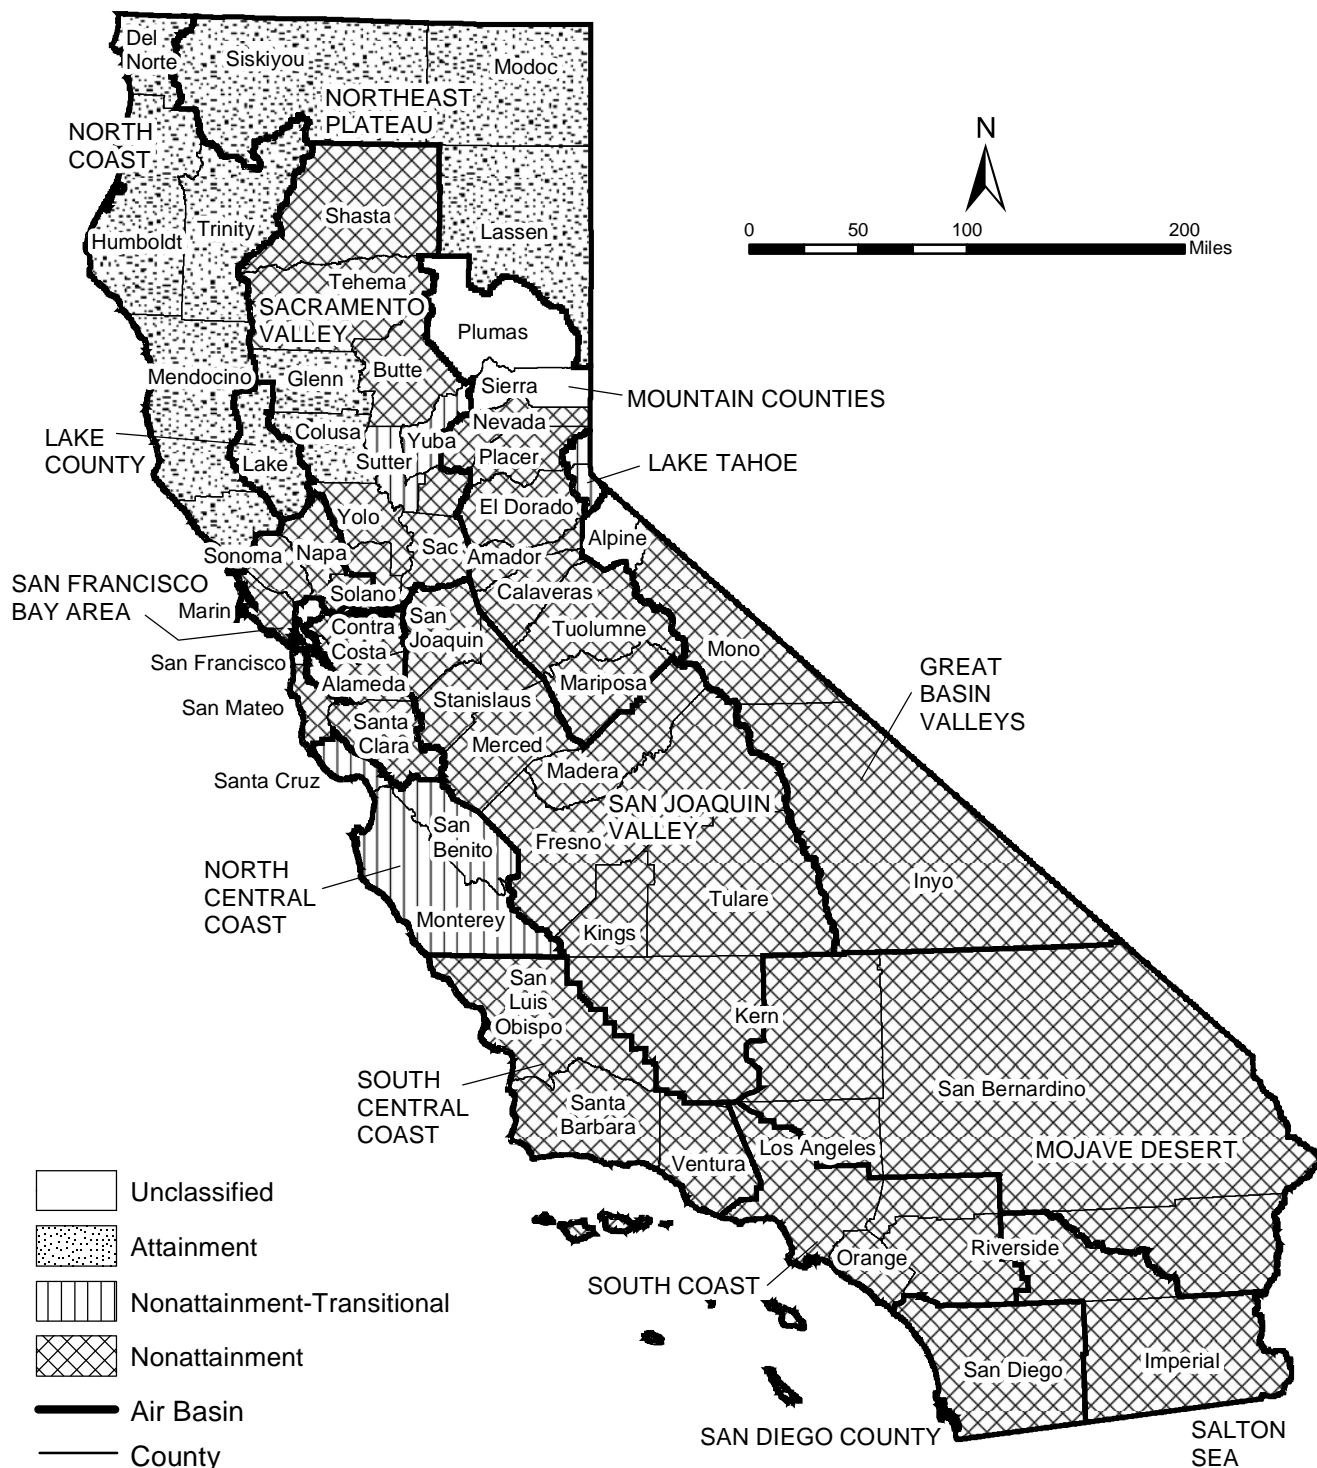 Del
Norte
Siskiyou
Modoc
NORTHEAST
PLATEAU
NORTH
COAST
N
Shasta
Trinity
Humboldt
Lassen
0
50
100
200
Miles
Tehema
SACRAMENTO
VALLEY
Plumas
Mendocino
Glenn
Butte
Sierra
MOUNTAIN COUNTIES
Nevada
Colusa
Yuba
LAKE
COUNTY
Lake
Sutter
Placer
LAKE TAHOE
El Dorado
Yolo
Alpine
Sonoma
Napa
Sac
Amador
SAN FRANCISCO
BAY AREA
Solano
Calaveras
Marin
Contra
Costa
San
Joaquin
Tuolumne
Mono
San Francisco
Alameda
Mariposa
GREAT
BASIN
VALLEYS
San Mateo
Stanislaus
Santa
Clara
Merced
Madera
Santa Cruz
SAN JOAQUIN
VALLEY
San
Benito
Fresno
NORTH
CENTRAL
COAST
Inyo
Tulare
Monterey
Kings
San
Luis
Obispo
Kern
SOUTH
CENTRAL
COAST
Santa
Barbara
San Bernardino
Los Angeles
MOJAVE DESERT
Ventura
Orange
Riverside
SOUTH COAST
San Diego
Imperial
SAN DIEGO COUNTY
SALTON
SEA
Unclassified
Attainment
Nonattainment-Transitional
Nonattainment
Air Basin
County